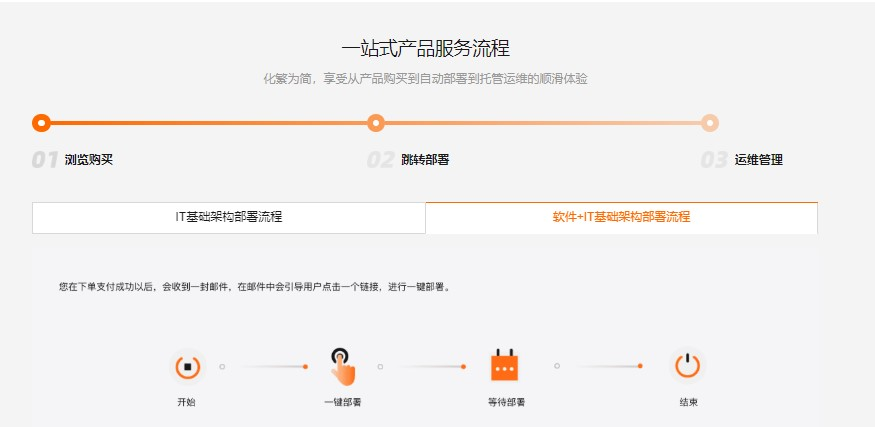 一站式产品服务流程
化繁为简，享受从产品购买到自动部署到托管运维的顺滑体验
01 浏览购买
02 跳转部署
03 运维管理
IT基础架构部署流程
软件+IT基础架构部署流程
您在下单支付成功以后，会收到一封邮件，在邮件中会引导用户点击一个链接，进行一键部署。
开始
一键部署
等待部署
结束